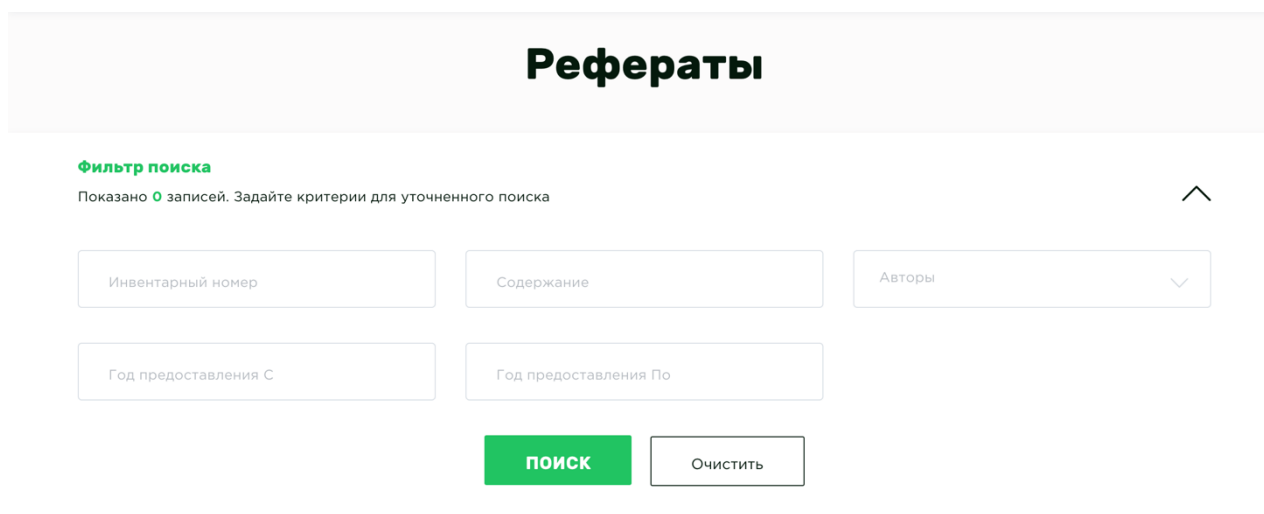 Рефераты
Фильтр поиска
Показано 0 записей. Задайте критерии для уточненного поиска
Инвентарный номер
Содержание
Авторы
Год предоставления С
Год предоставления По
ПОИСК
Очистить